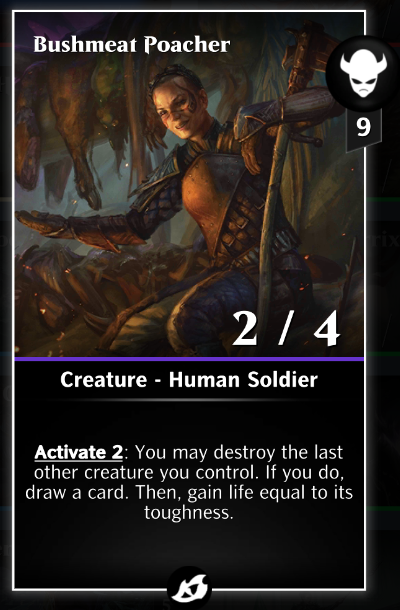 Bushmeat Poacher
9
2 / 4
Creature - Human Soldier
Activate 2: You may destroy the last
other creature you control. If you do,
draw a card. Then, gain life equal to its
toughness.